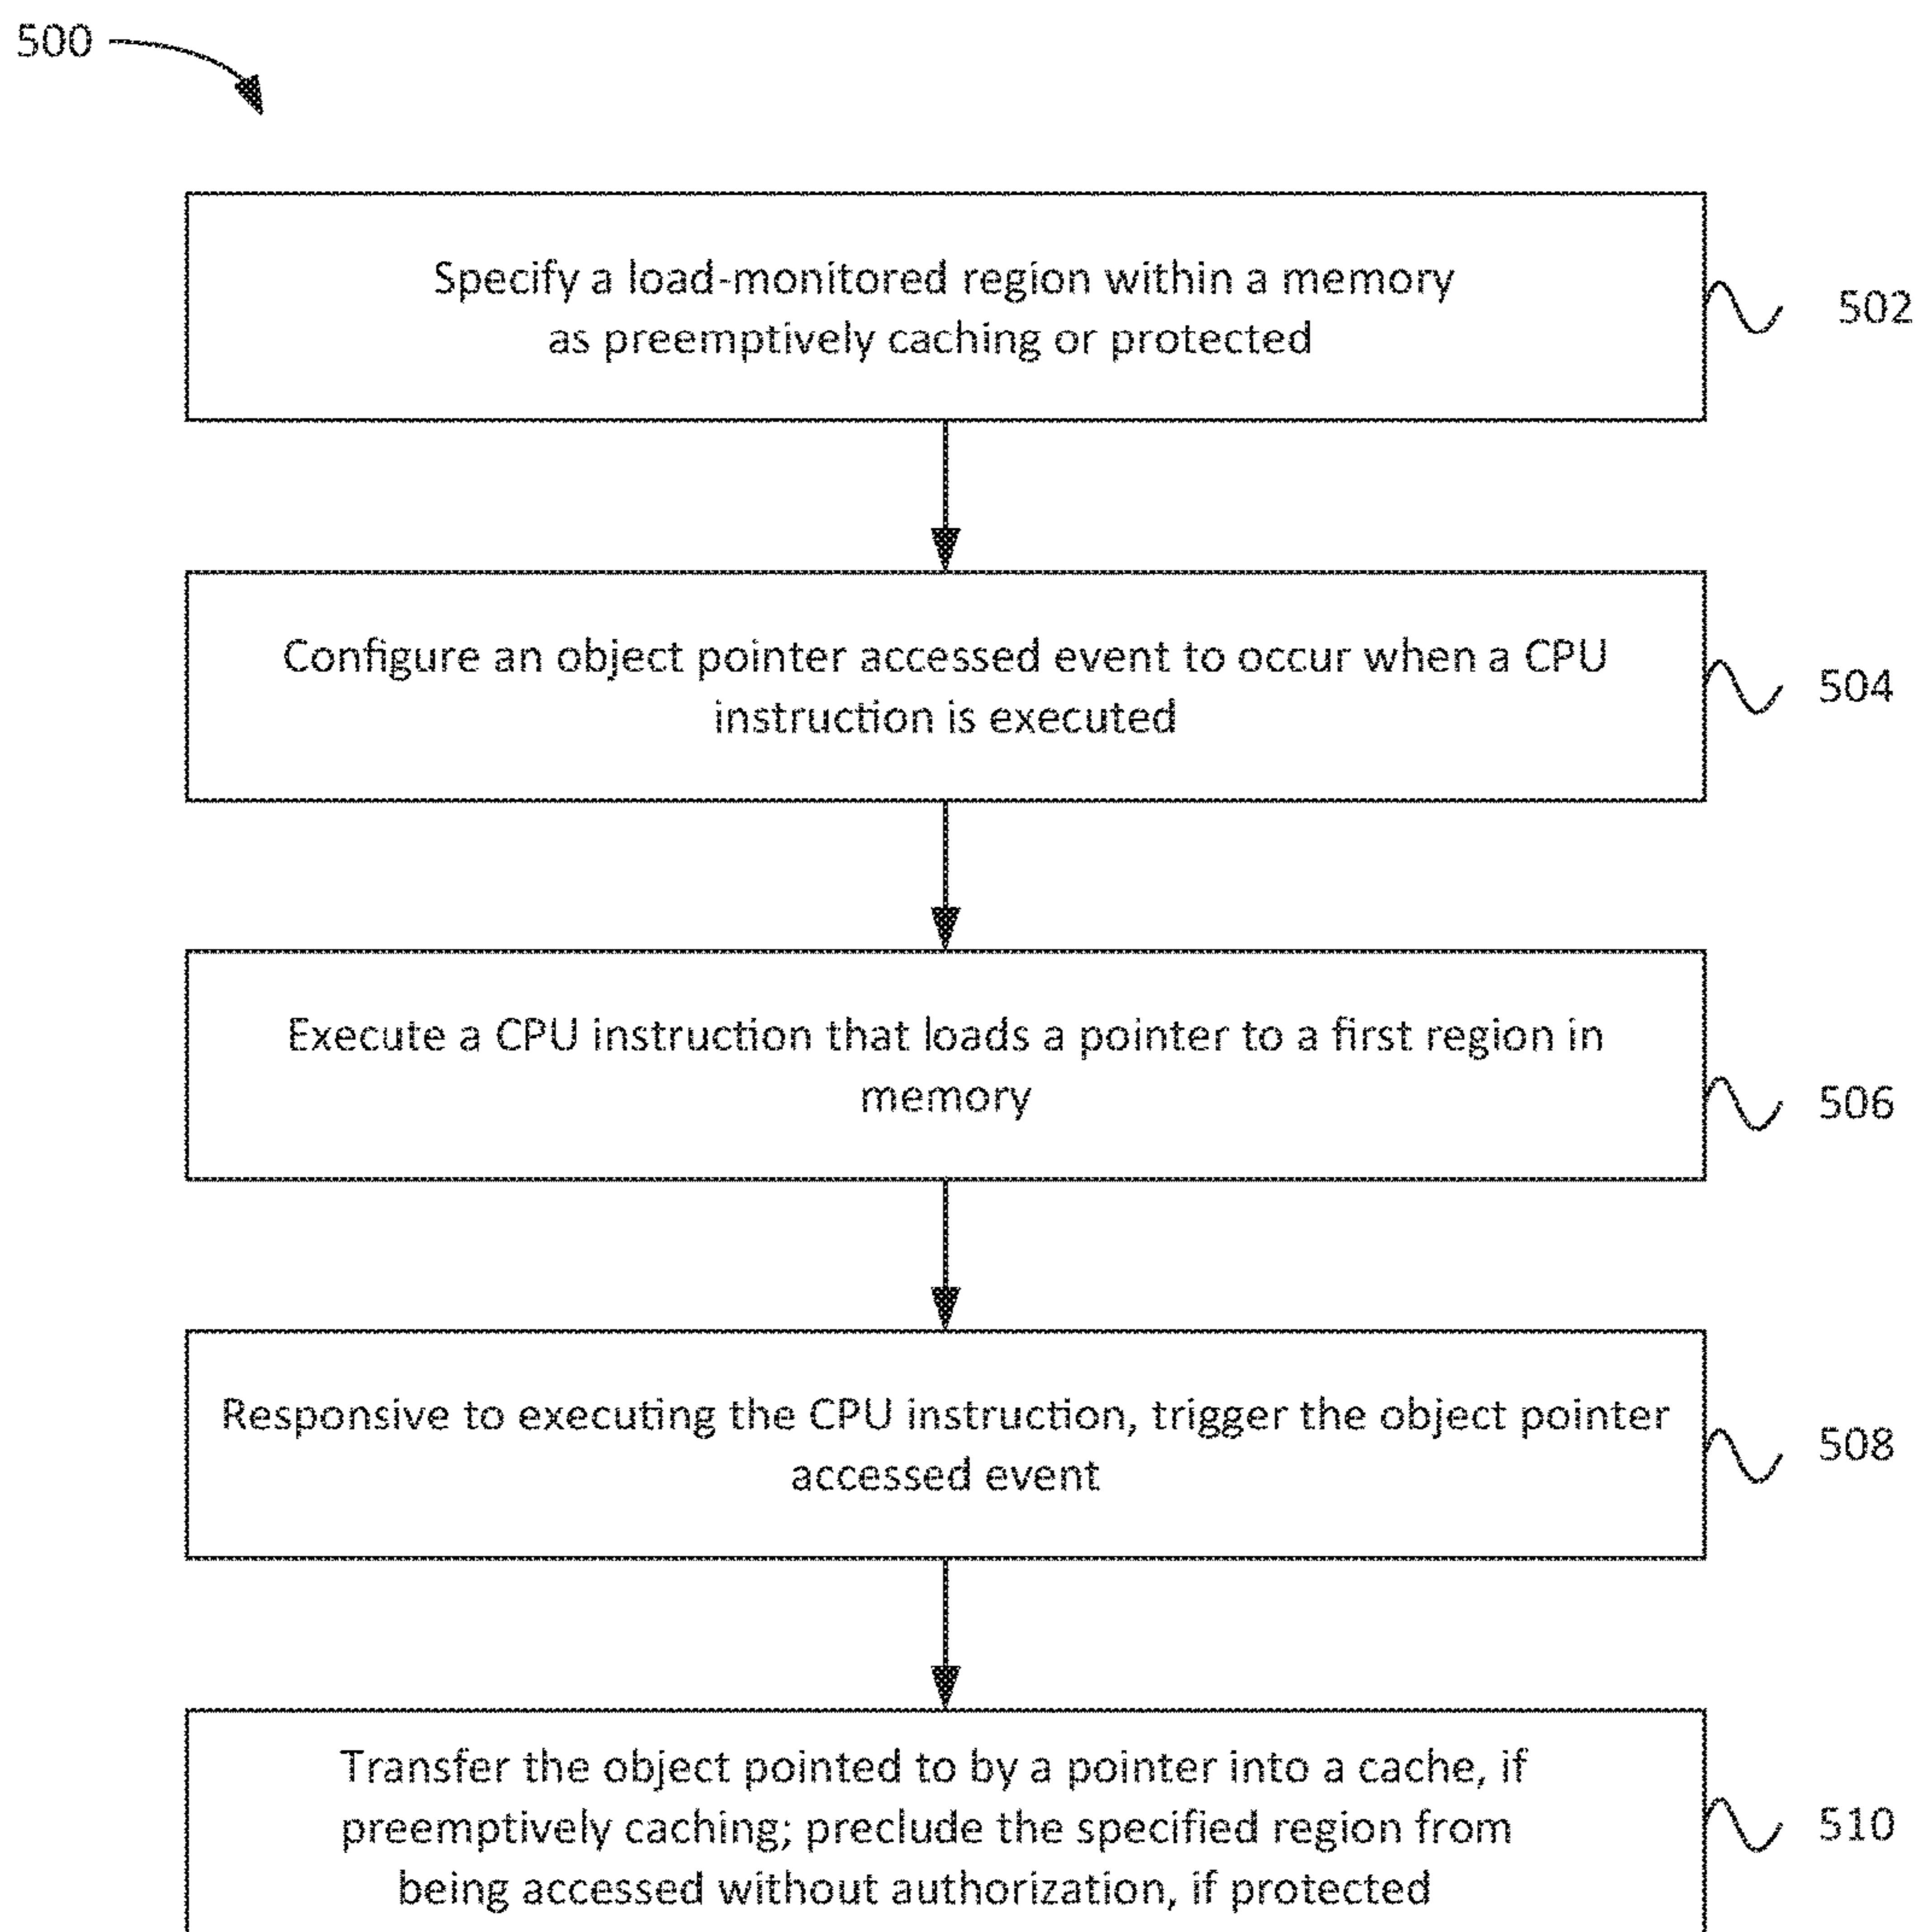 500
Specify a load-monitored region within a memory
as preemptively caching or protected
502
Configure an object pointer accessed event to occur when a CPU
instruction is executed
504
Execute a CPU instruction that loads a pointer to a first region in
memory
506
Responsive to executing the CPU instruction, trigger the object pointer
accessed event
508
Transfer the object pointed to by a pointer into a cache, if
preemptively caching; preclude the specified region from
being accessed without authorization, if protected
510